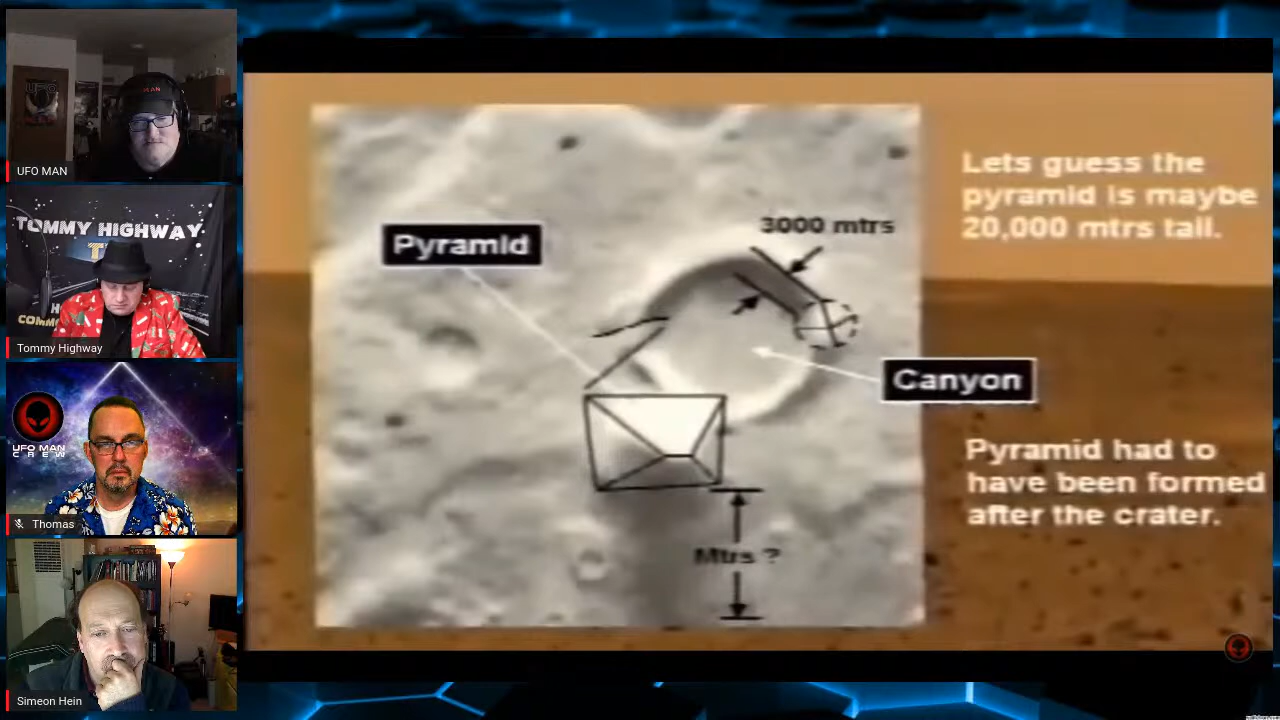 UFO MAN
TOMMY HIGHWAY
Tommy Highway
UFO MAN
CREW
Thomas
Simeon Hein
Pyramid
3000 mtrs
Canyon
Mtrs ?
Lets guess the
pyramid is maybe
20,000 mtrs tall.
Pyramid had to
have been formed
after the crater.